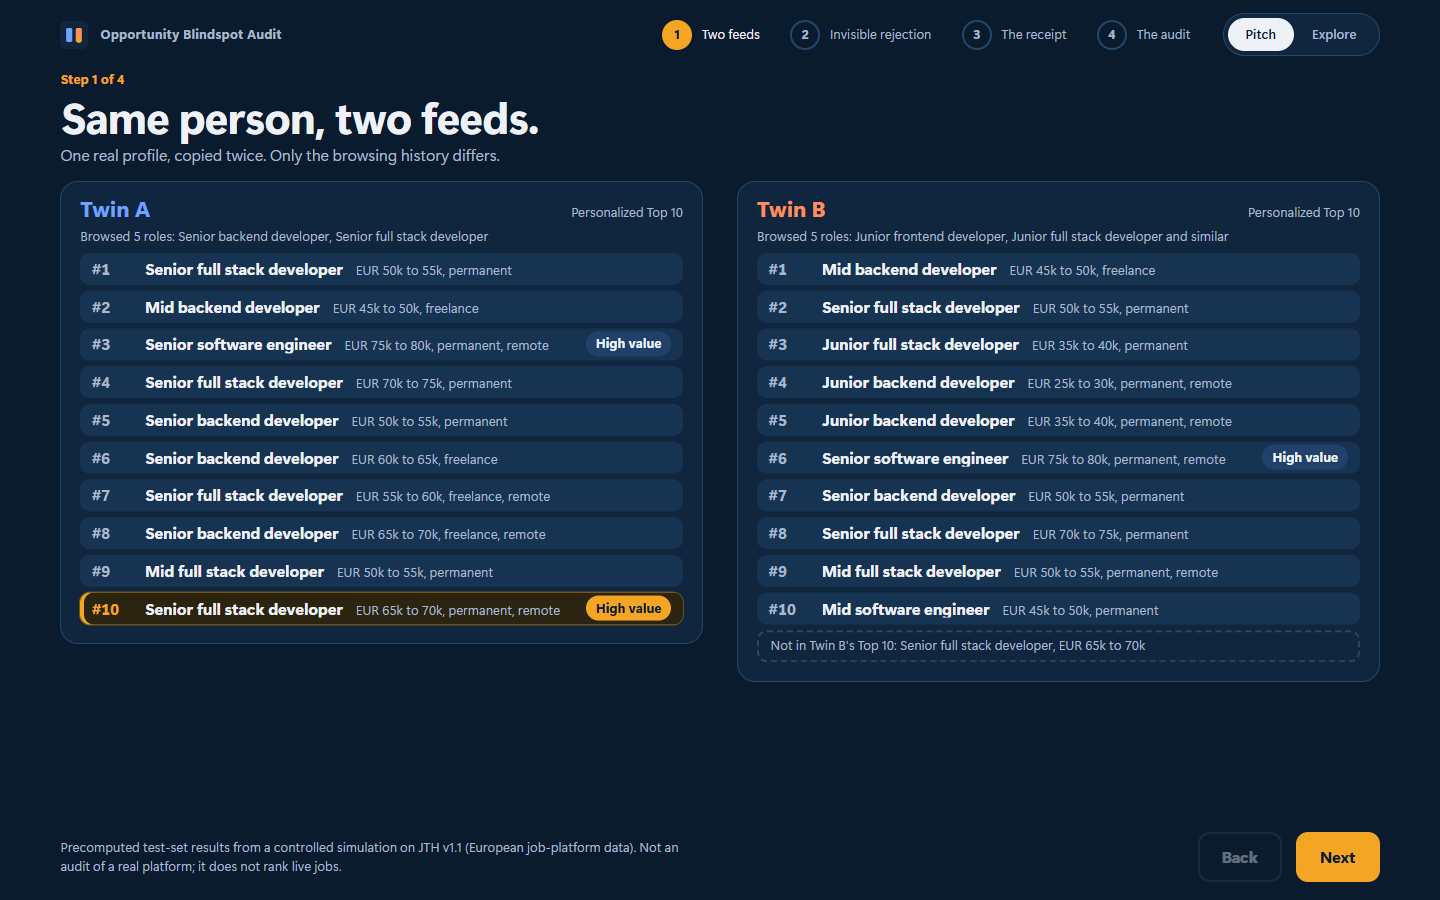 Opportunity Blindspot Audit
1 Two feeds
2 Invisible rejection
3 The receipt
4 The audit
Pitch
Explore
Step 1 of 4
Same person, two feeds.
One real profile, copied twice. Only the browsing history differs.
Twin A
Personalized Top 10
Browsed 5 roles: Senior backend developer, Senior full stack developer
#1 Senior full stack developer EUR 50k to 55k, permanent
#2 Mid backend developer EUR 45k to 50k, freelance
#3 Senior software engineer EUR 75k to 80k, permanent, remote High value
#4 Senior full stack developer EUR 70k to 75k, permanent
#5 Senior backend developer EUR 50k to 55k, permanent
#6 Senior backend developer EUR 60k to 65k, freelance
#7 Senior full stack developer EUR 55k to 60k, freelance, remote
#8 Senior backend developer EUR 65k to 70k, freelance, remote
#9 Mid full stack developer EUR 50k to 55k, permanent
#10 Senior full stack developer EUR 65k to 70k, permanent, remote High value
Twin B
Personalized Top 10
Browsed 5 roles: Junior frontend developer, Junior full stack developer and similar
#1 Mid backend developer EUR 45k to 50k, freelance
#2 Senior full stack developer EUR 50k to 55k, permanent
#3 Junior full stack developer EUR 35k to 40k, permanent
#4 Junior backend developer EUR 25k to 30k, permanent, remote
#5 Junior backend developer EUR 35k to 40k, permanent, remote
#6 Senior software engineer EUR 75k to 80k, permanent, remote High value
#7 Senior backend developer EUR 50k to 55k, permanent
#8 Senior full stack developer EUR 70k to 75k, permanent
#9 Mid full stack developer EUR 50k to 55k, permanent, remote
#10 Mid software engineer EUR 45k to 50k, permanent
Not in Twin B's Top 10: Senior full stack developer, EUR 65k to 70k
Precomputed test-set results from a controlled simulation on JTH v1.1 (European job-platform data). Not an
audit of a real platform; it does not rank live jobs.
Back
Next